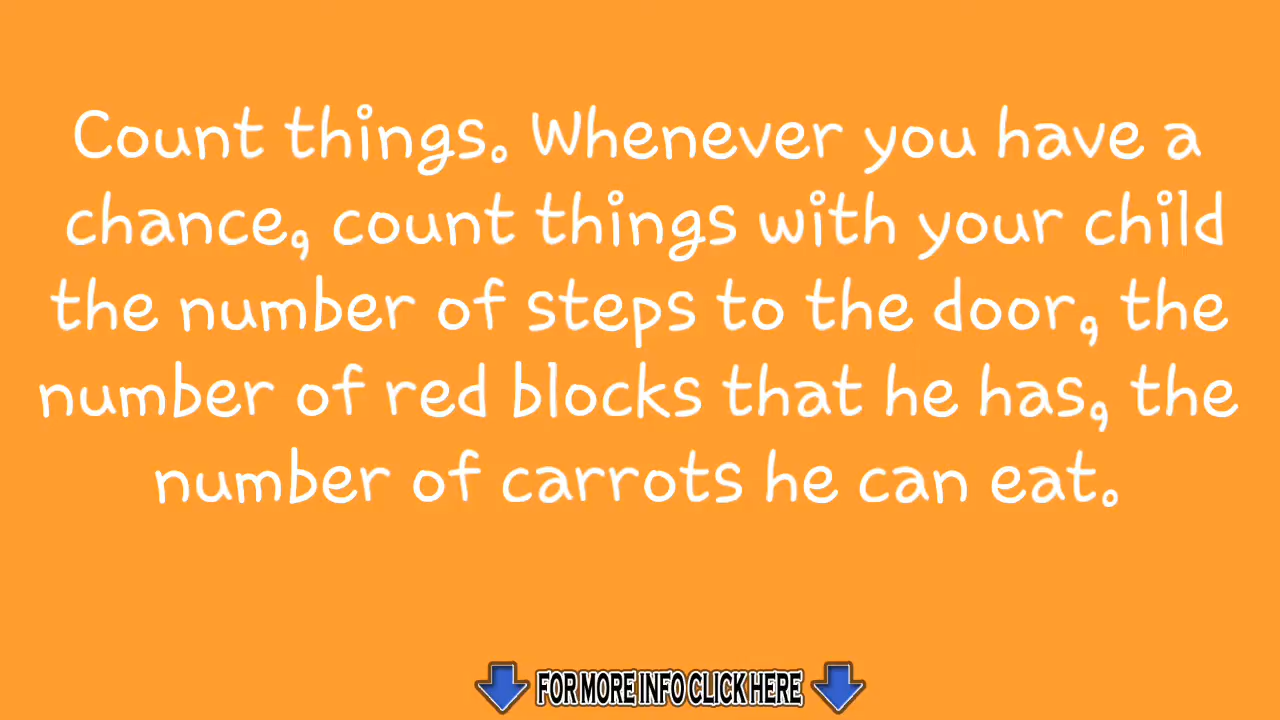 Count things. Whenever you have a
chance, count things with your child
the number of steps to the door, the
number of red blocks that he has, the
number of carrots he can eat.
FOR MORE INFO CLICK HERE